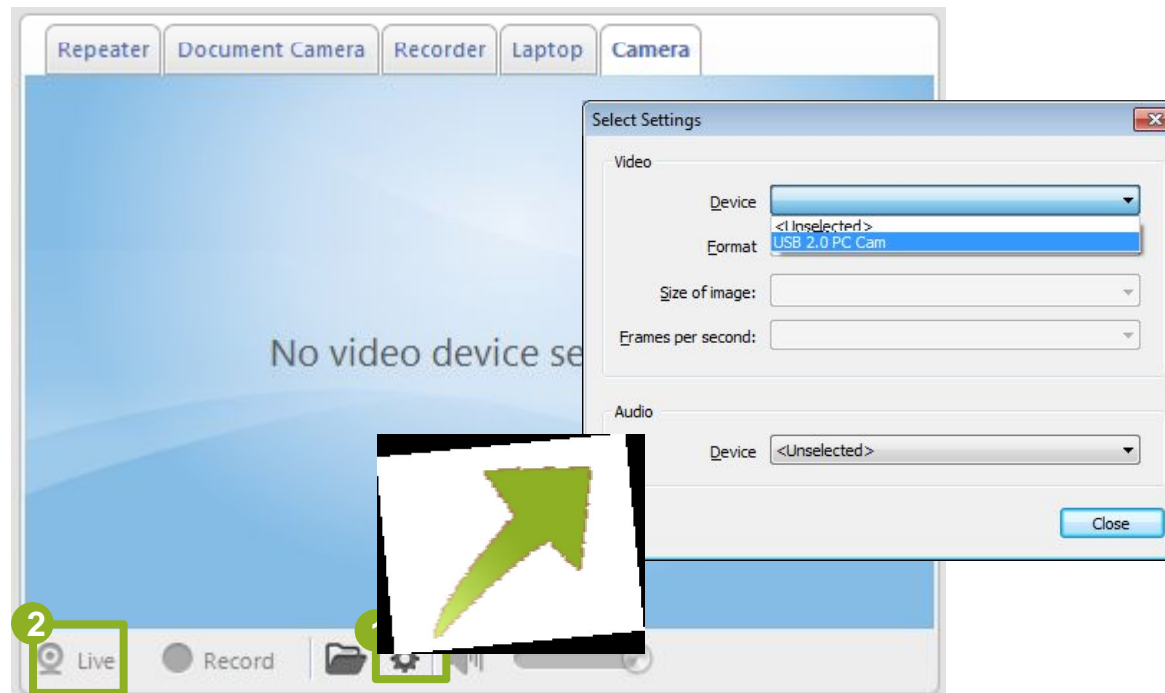 Repeater Document Camera Recorder Laptop Camera
Select Settings
Video
Device
<Unselected>
USB 2.0 PC Cam
Format
Size of image:
Frames per second:
No video device se
Audio
Device <Unselected>
Close
2
Live Record